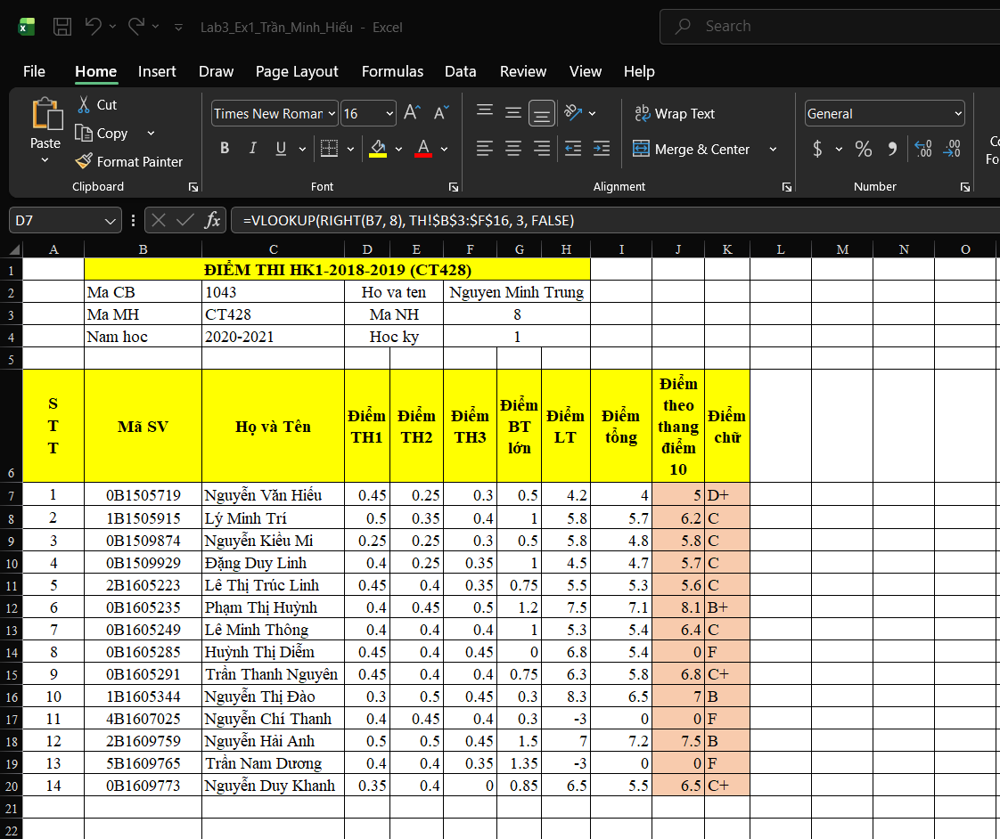 Lab3_Ex1_Trần_Minh_Hiếu - Excel
Search
File Home Insert Draw Page Layout Formulas Data Review View Help
Paste
Cut
Copy
Format Painter
Clipboard
Times New Roman 16
B I U
Font
Wrap Text
Merge & Center
Alignment
General
$ % 9 .00 .00
Number
D7 fx =VLOOKUP(RIGHT(B7, 8), TH!$B$3:$F$16, 3, FALSE)
A B C D E F G H I J K L M N O
1 ĐIỂM THI HK1-2018-2019 (CT428)
2 Ma CB 1043 Ho va ten Nguyen Minh Trung
3 Ma MH CT428 Ma NH 8
4 Nam hoc 2020-2021 Hoc ky 1
5
6 S T T Mã SV Họ và Tên Điểm TH1 Điểm TH2 Điểm TH3 Điểm BT lớn Điểm LT Điểm tổng Điểm theo thang điểm 10 Điểm chữ
7 1 0B1505719 Nguyễn Văn Hiếu 0.45 0.25 0.3 0.5 4.2 4 5 D+
8 2 1B1505915 Lý Minh Trí 0.5 0.35 0.4 1 5.8 5.7 6.2 C
9 3 0B1509874 Nguyễn Kiều Mi 0.25 0.25 0.3 0.5 5.8 4.8 5.8 C
10 4 0B1509929 Đặng Duy Linh 0.4 0.25 0.35 1 4.5 4.7 5.7 C
11 5 2B1605223 Lê Thị Trúc Linh 0.45 0.4 0.35 0.75 5.5 5.3 5.6 C
12 6 0B1605235 Phạm Thị Huỳnh 0.4 0.45 0.5 1.2 7.5 7.1 8.1 B+
13 7 0B1605249 Lê Minh Thông 0.4 0.4 0.4 1 5.3 5.4 6.4 C
14 8 0B1605285 Huỳnh Thị Diễm 0.45 0.4 0.45 0 6.8 5.4 0 F
15 9 0B1605291 Trần Thanh Nguyên 0.45 0.4 0.4 0.75 6.3 5.8 6.8 C+
16 10 1B1605344 Nguyễn Thị Đào 0.3 0.5 0.45 0.3 8.3 6.5 7 B
17 11 4B1607025 Nguyễn Chí Thanh 0.4 0.45 0.4 0.3 -3 0 0 F
18 12 2B1609759 Nguyễn Hải Anh 0.5 0.5 0.45 1.5 7 7.2 7.5 B
19 13 5B1609765 Trần Nam Dương 0.4 0.4 0.35 1.35 -3 0 0 F
20 14 0B1609773 Nguyễn Duy Khanh 0.35 0.4 0 0.85 6.5 5.5 6.5 C+
21
22